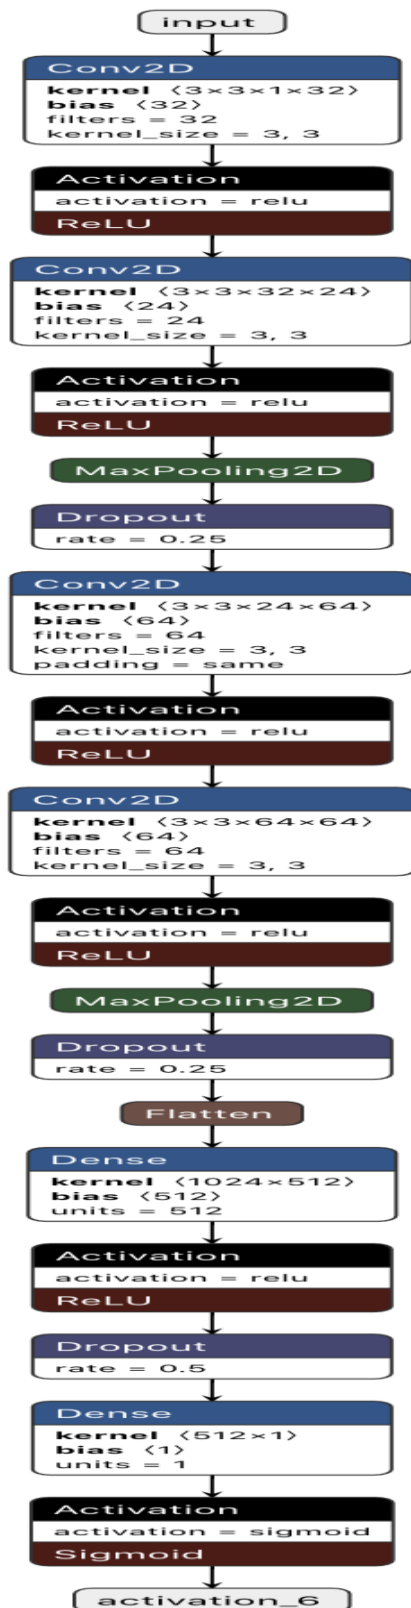 input
Conv2D
kernel ⟨3×3×1×32⟩
bias ⟨32⟩
filters = 32
kernel_size = 3, 3
Activation
activation = relu
ReLU
Conv2D
kernel ⟨3×3×32×24⟩
bias ⟨24⟩
filters = 24
kernel_size = 3, 3
Activation
activation = relu
ReLU
MaxPooling2D
Dropout
rate = 0.25
Conv2D
kernel ⟨3×3×24×64⟩
bias ⟨64⟩
filters = 64
kernel_size = 3, 3
padding = same
Activation
activation = relu
ReLU
Conv2D
kernel ⟨3×3×64×64⟩
bias ⟨64⟩
filters = 64
kernel_size = 3, 3
Activation
activation = relu
ReLU
MaxPooling2D
Dropout
rate = 0.25
Flatten
Dense
kernel ⟨1024×512⟩
bias ⟨512⟩
units = 512
Activation
activation = relu
ReLU
Dropout
rate = 0.5
Dense
kernel ⟨512×1⟩
bias ⟨1⟩
units = 1
Activation
activation = sigmoid
Sigmoid
activation_6